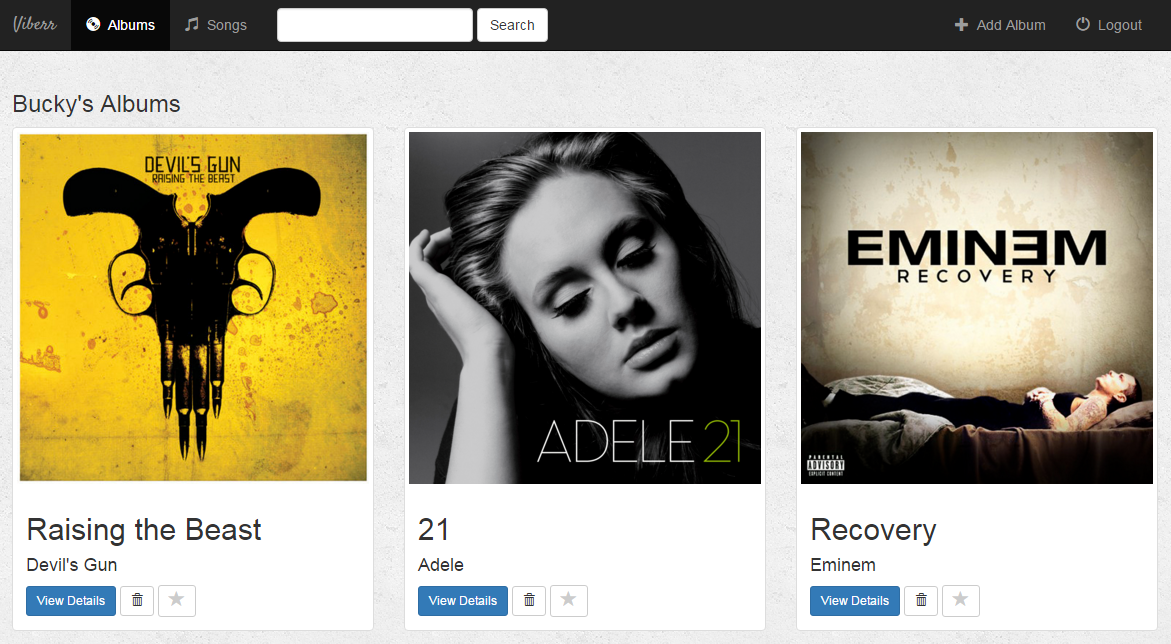 Viberr Albums Songs Search Add Album Logout
Bucky's Albums
DEVIL'S GUN
RAISING THE BEAST
ADELE 21
EMINEM
RECOVERY
PARENTAL
ADVISORY
EXPLICIT CONTENT
Raising the Beast
Devil's Gun
View Details
21
Adele
View Details
Recovery
Eminem
View Details